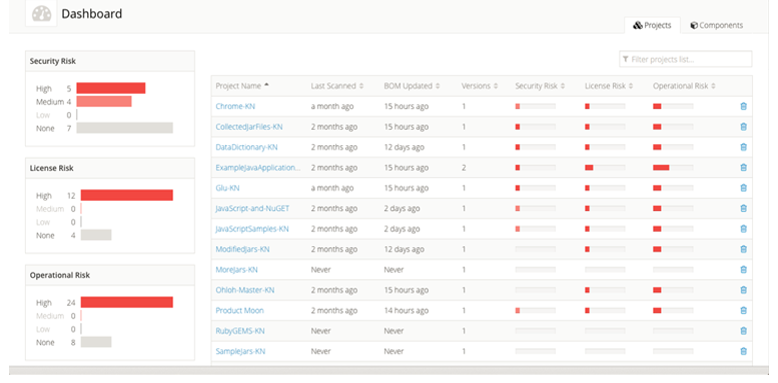 Dashboard
Projects
Components
Security Risk
High 5
Medium 4
Low 0
None 7
License Risk
High 12
Medium 0
Low 0
None 4
Operational Risk
High 24
Medium 0
Low 0
None 8
Filter projects list...
Project Name Last Scanned BOM Updated Versions Security Risk License Risk Operational Risk
Chrome-KN a month ago 15 hours ago 1
CollectedJarFiles-KN 2 months ago 15 hours ago 1
DataDictionary-KN 2 months ago 12 days ago 1
ExampleJavaApplication... 2 months ago 15 hours ago 2
Glu-KN a month ago 15 hours ago 1
JavaScript-and-NuGET 2 months ago 2 days ago 1
JavaScriptSamples-KN 2 months ago 2 days ago 1
ModifiedJars-KN 2 months ago 12 days ago 1
MoreJars-KN Never Never 1
Ohloh-Master-KN 2 months ago 15 hours ago 1
Product Moon 2 months ago 14 hours ago 1
RubyGEMS-KN Never Never 1
SampleJars-KN Never Never 1